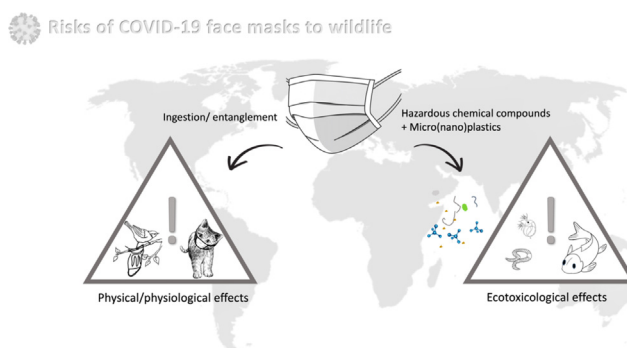 Risks of COVID-19 face masks to wildlife
Ingestion/ entanglement
Hazardous chemical compounds
+ Micro(nano)plastics
Physical/physiological effects
Ecotoxicological effects